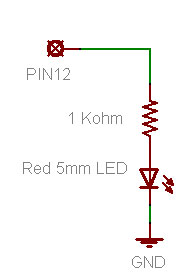 PIN12
1 Kohm
Red 5mm LED
GND